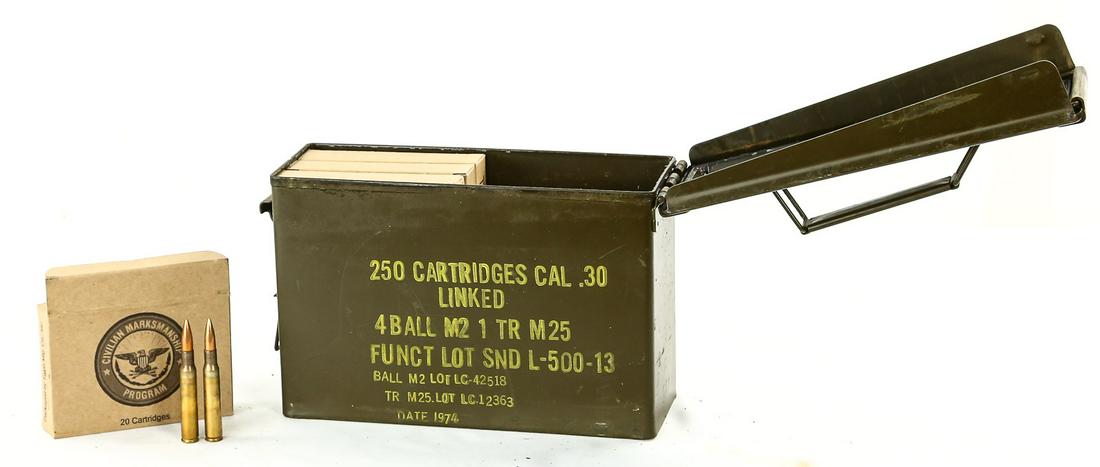 250 CARTRIDGES CAL .30
LINKED
4 BALL M2 1 TR M25
FUNCT LOT SND L-500-13
BALL M2 LOT LC-42518
TR M25.LOT LC-12363
DATE 1974
CIVILIAN MARKSMANSHIP
PROGRAM
20 Cartridges